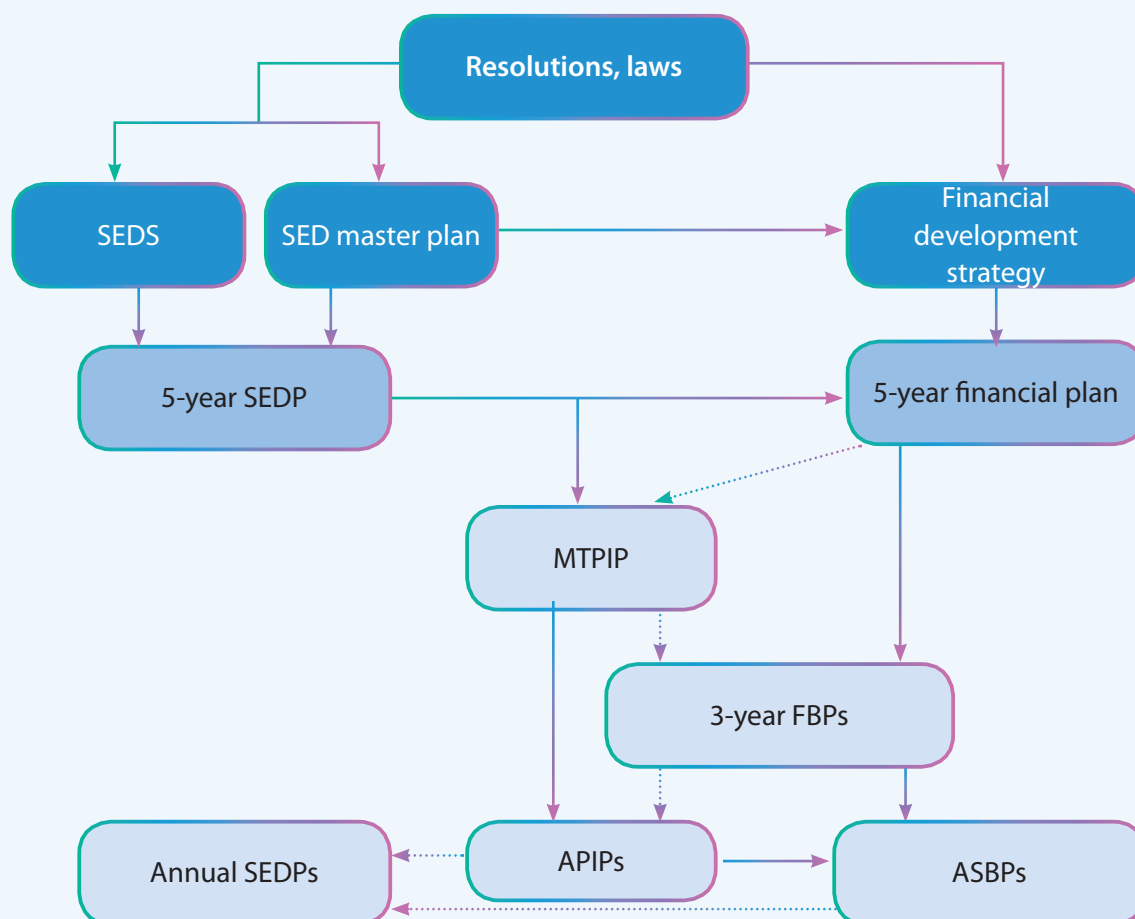 Resolutions, laws
SEDS
SED master plan
Financial
development
strategy
5-year SEDP
5-year financial plan
MTPIP
3-year FBPs
Annual SEDPs
APIPs
ASBPs